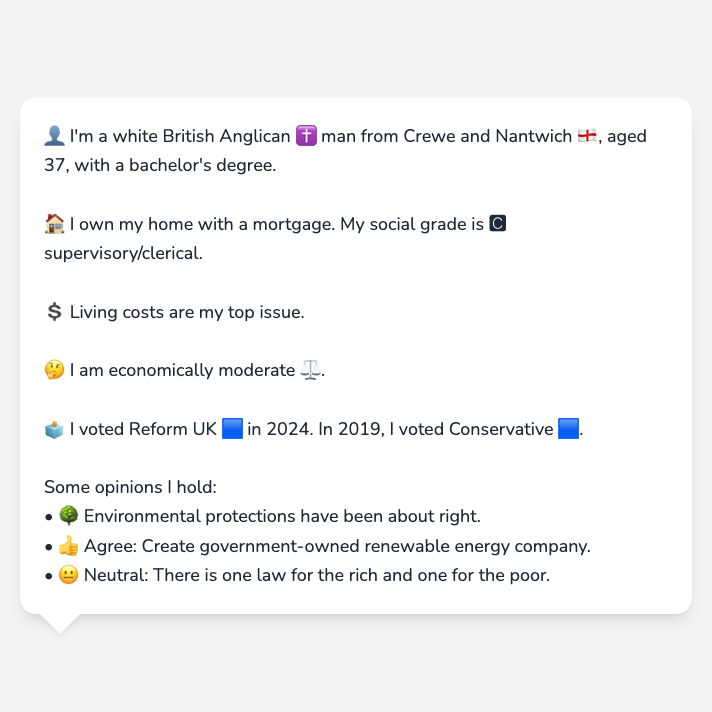 👤 I'm a white British Anglican ✝️ man from Crewe and Nantwich 🏴󠁧󠁢󠁥󠁮󠁧󠁿, aged
37, with a bachelor's degree.
🏠 I own my home with a mortgage. My social grade is 🅲
supervisory/clerical.
💲 Living costs are my top issue.
🤔 I am economically moderate ⚖️.
🗳️ I voted Reform UK 🟦 in 2024. In 2019, I voted Conservative 🟦.
Some opinions I hold:
• 🌳 Environmental protections have been about right.
• 👍 Agree: Create government-owned renewable energy company.
• 😐 Neutral: There is one law for the rich and one for the poor.